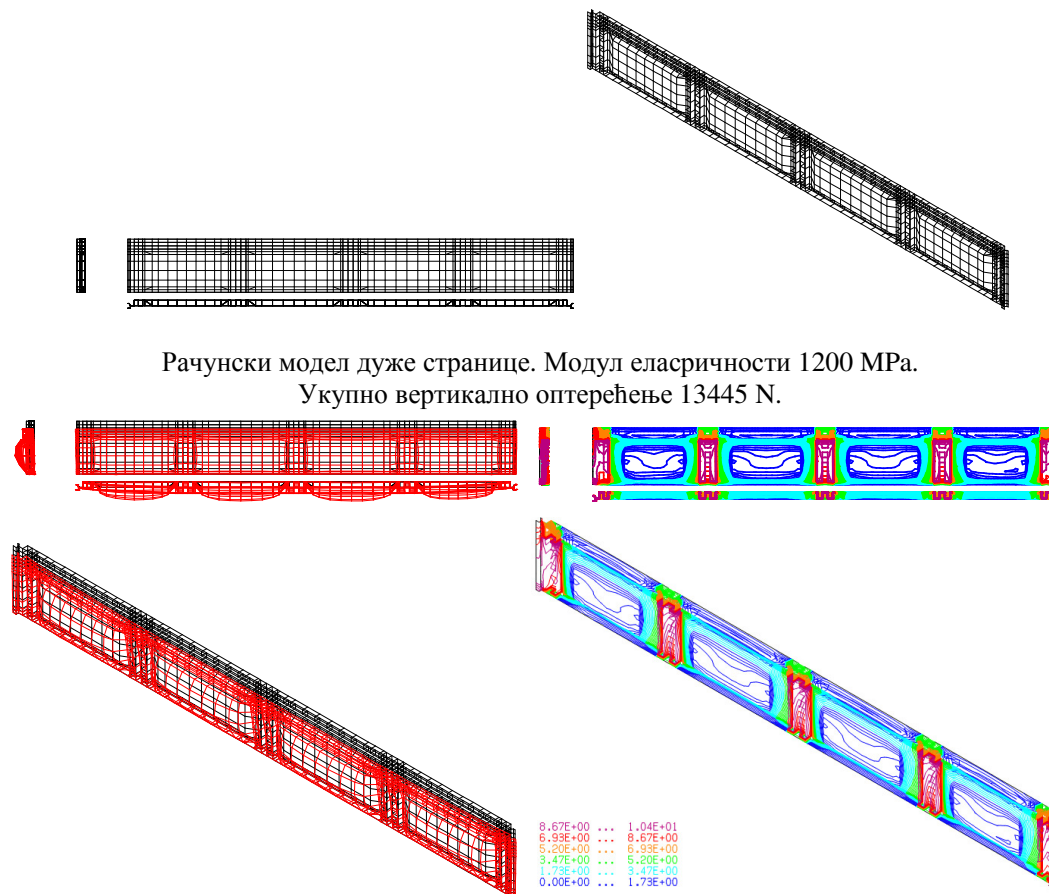 Рачунски модел дуже странице. Модул еласричности 1200 MPa.
Укупно вертикално оптерећење 13445 N.
8.67E+00 ... 1.04E+01
6.93E+00 ... 8.67E+00
5.20E+00 ... 6.93E+00
3.47E+00 ... 5.20E+00
1.73E+00 ... 3.47E+00
0.00E+00 ... 1.73E+00